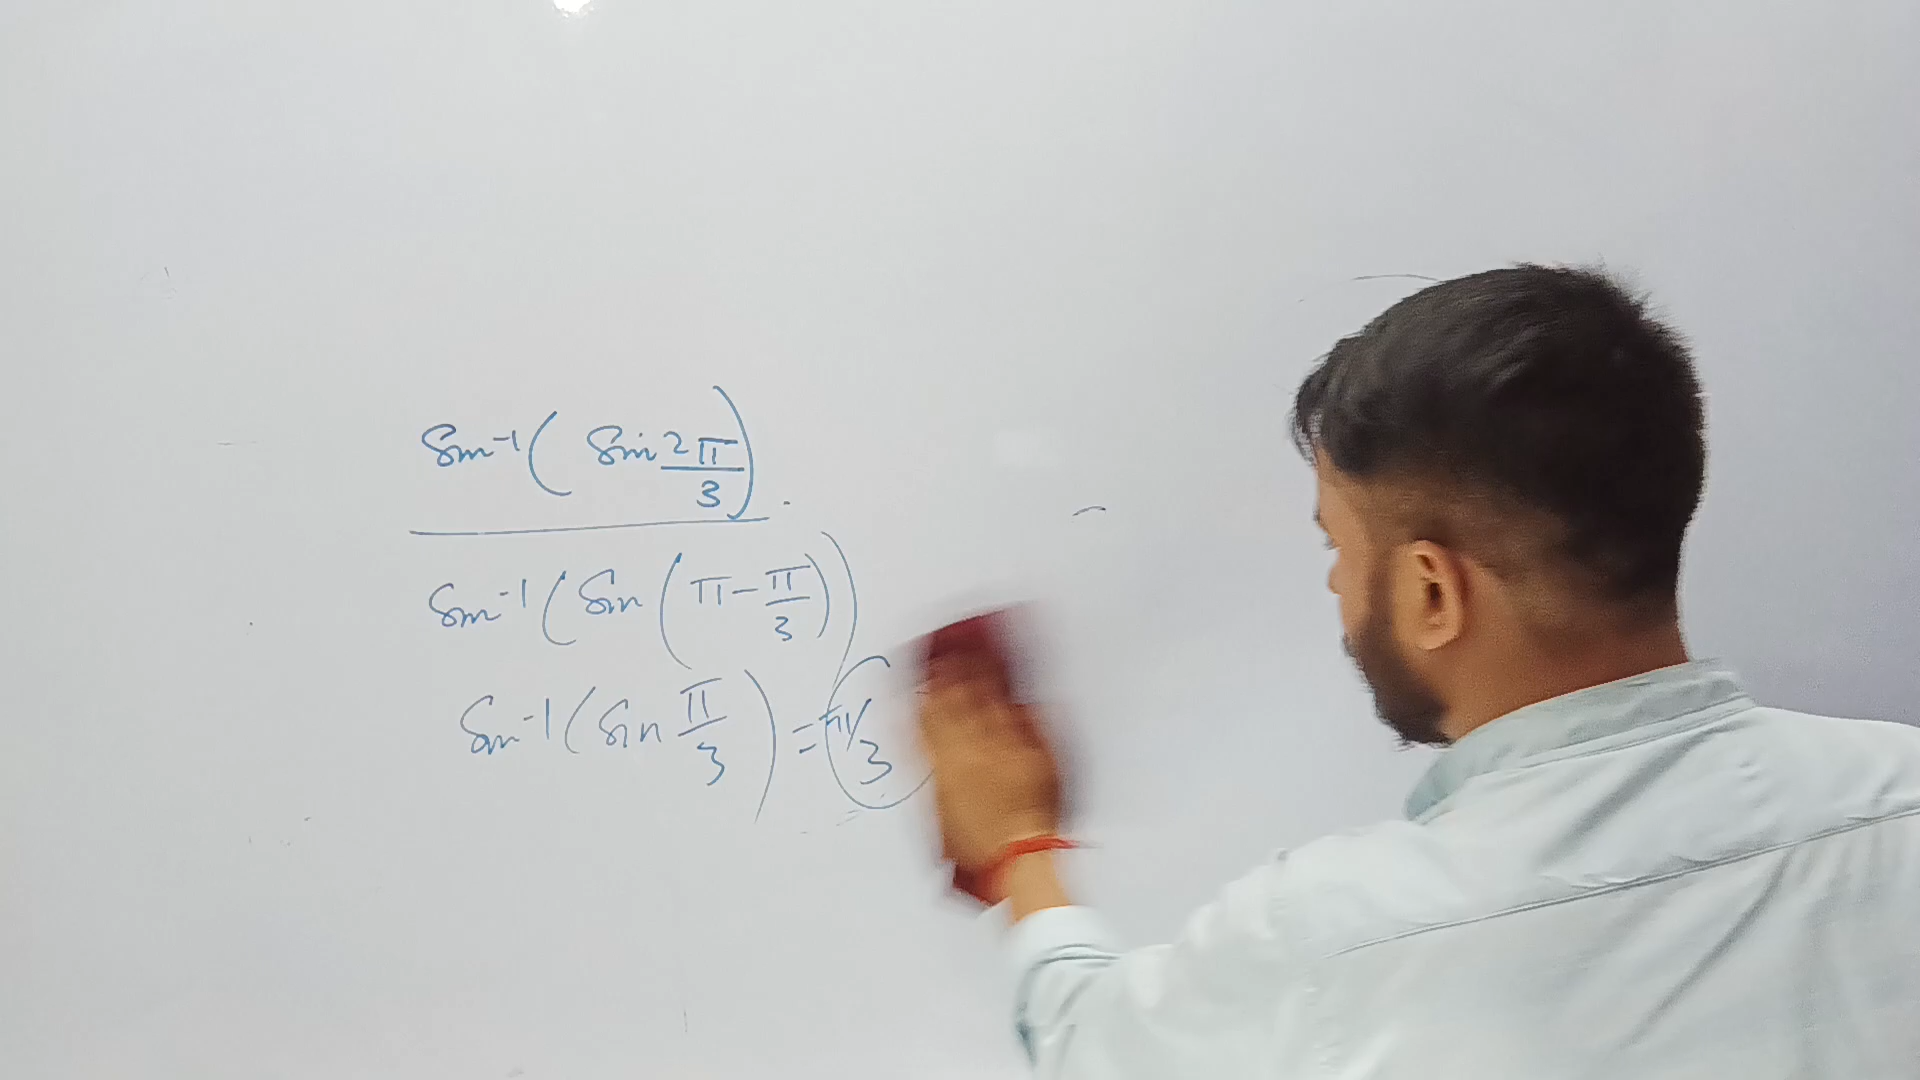 Sin⁻¹( Sin 2π/3 ) .
Sin⁻¹( Sin ( π - π/3 ))
Sin⁻¹( Sin π/3 ) = π/3